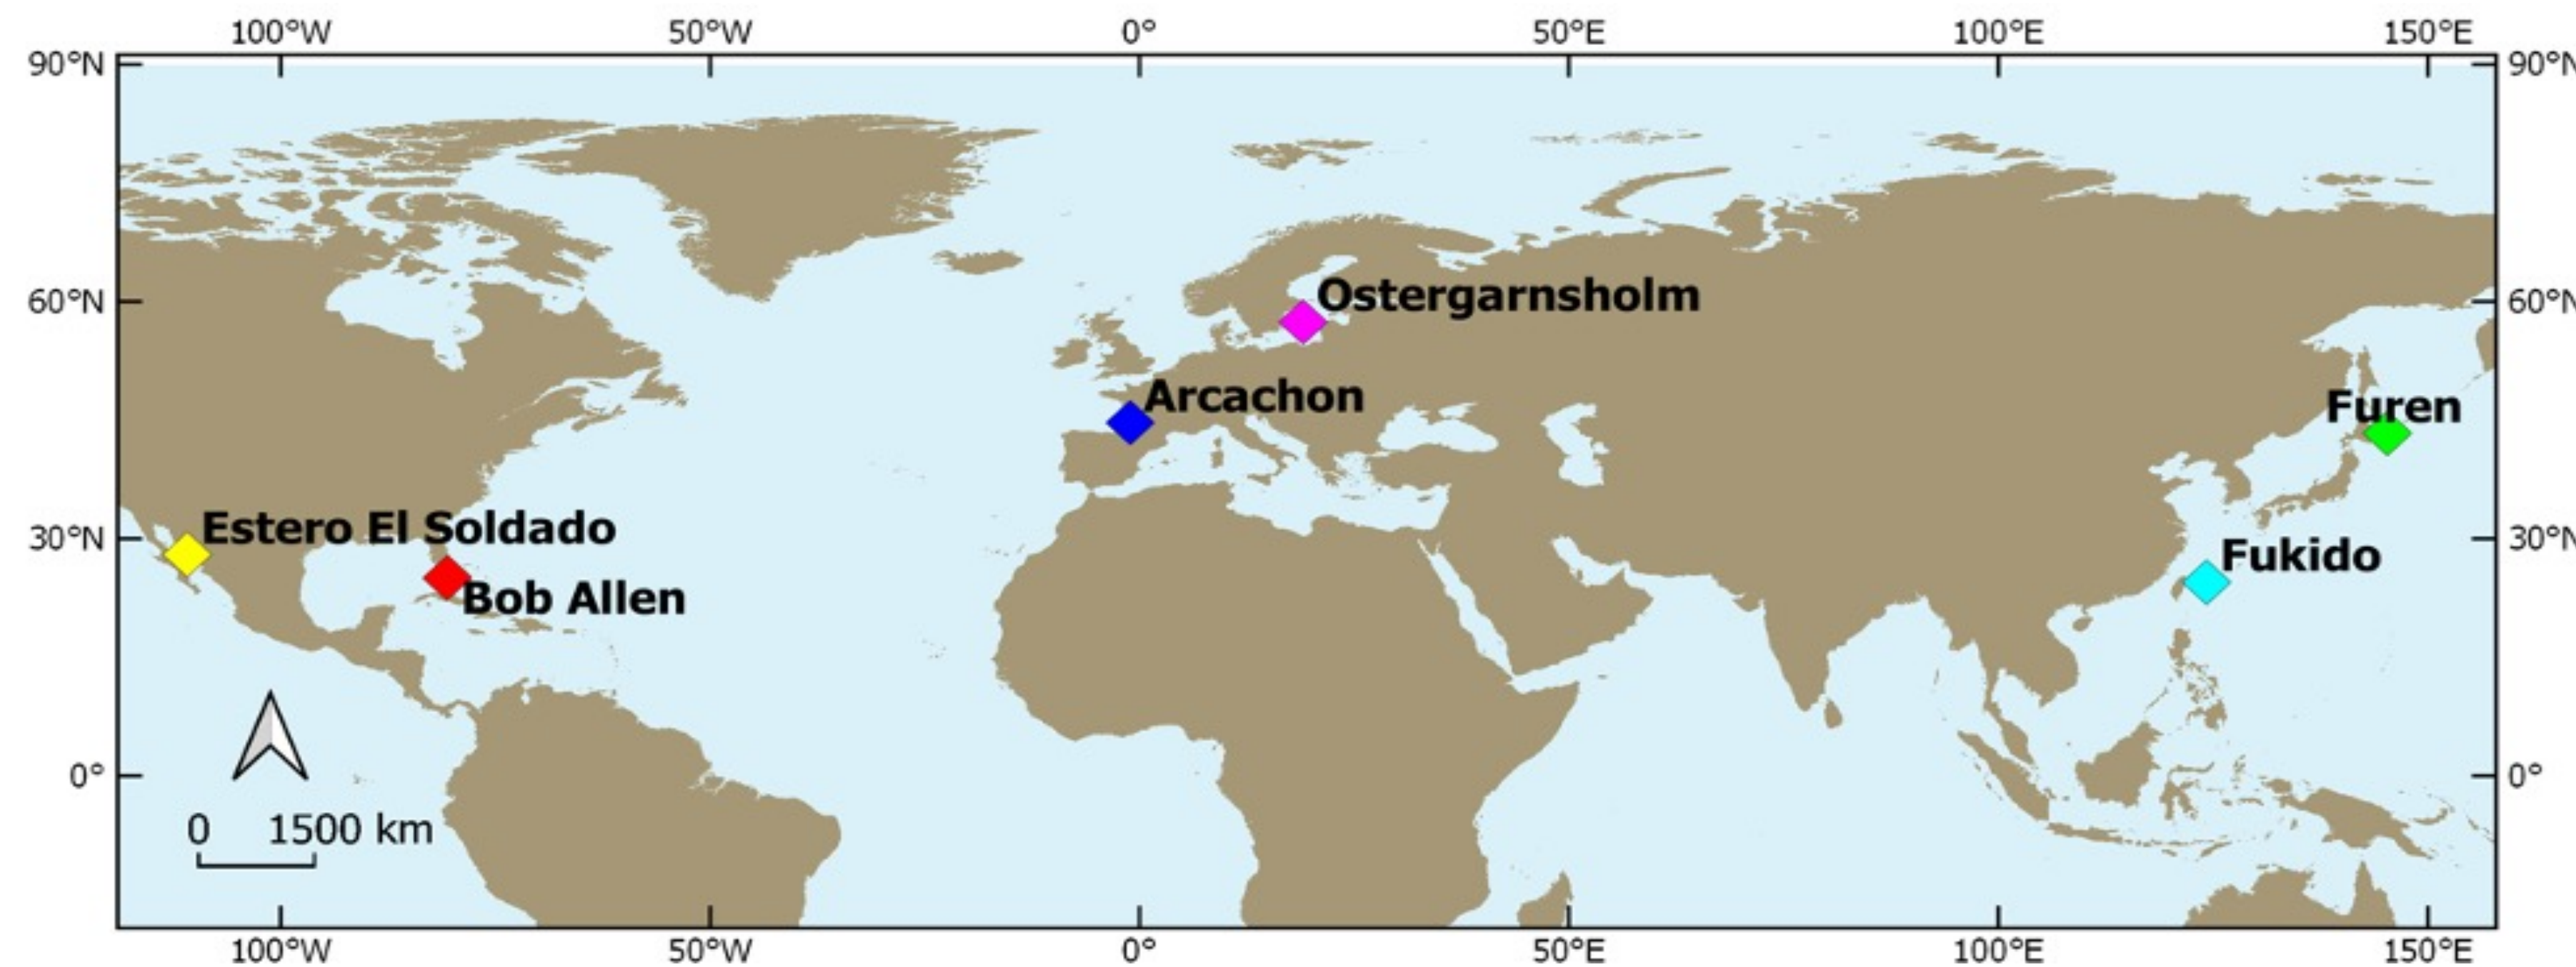 100°W 50°W 0° 50°E 100°E 150°E
90°N 90°N
60°N Ostergarnsholm 60°N
Arcachon
Furen
30°N Estero El Soldado 30°N
Fukido
Bob Allen
0° 0°
0 1500 km
100°W 50°W 0° 50°E 100°E 150°E